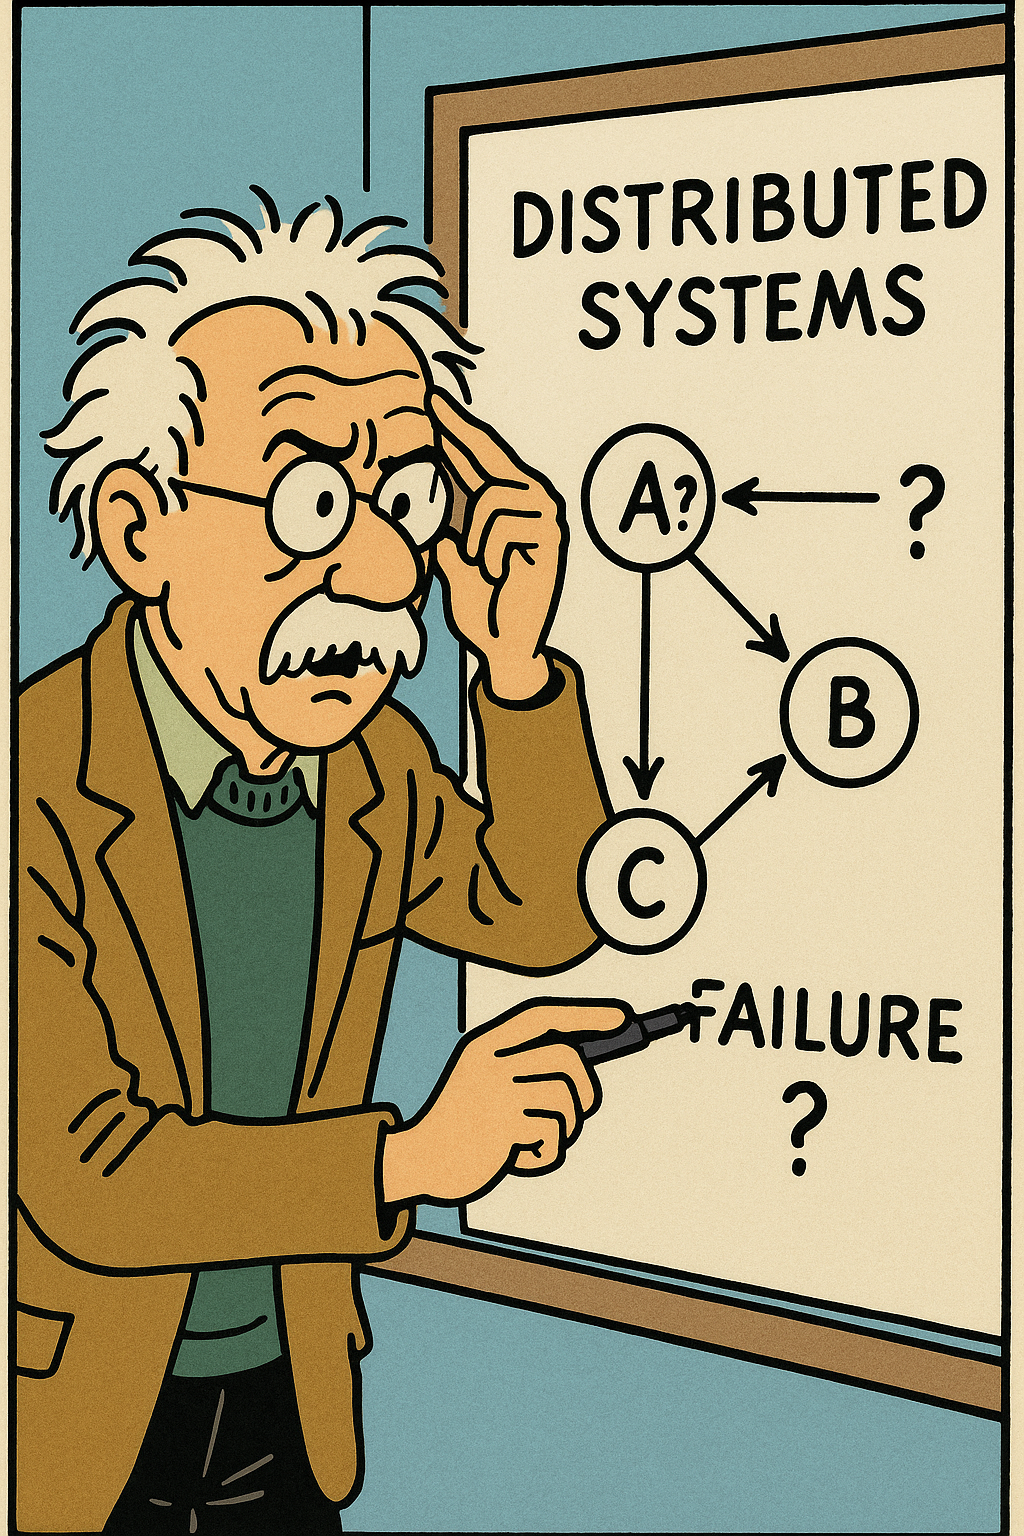 DISTRIBUTED
SYSTEMS
A?
?
B
C
FAILURE
?